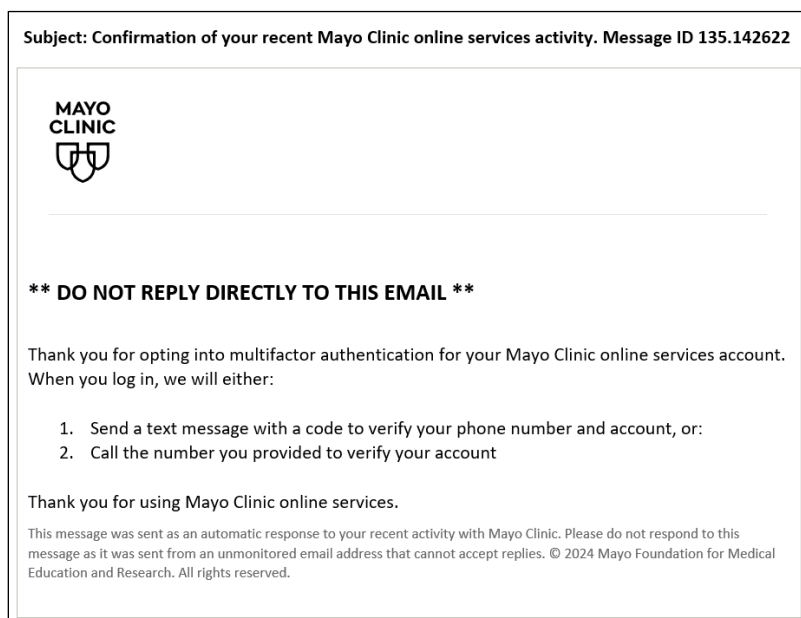 Subject: Confirmation of your recent Mayo Clinic online services activity. Message ID 135.142622
MAYO
CLINIC
** DO NOT REPLY DIRECTLY TO THIS EMAIL **
Thank you for opting into multifactor authentication for your Mayo Clinic online services account.
When you log in, we will either:
1. Send a text message with a code to verify your phone number and account, or:
2. Call the number you provided to verify your account
Thank you for using Mayo Clinic online services.
This message was sent as an automatic response to your recent activity with Mayo Clinic. Please do not respond to this
message as it was sent from an unmonitored email address that cannot accept replies. © 2024 Mayo Foundation for Medical
Education and Research. All rights reserved.